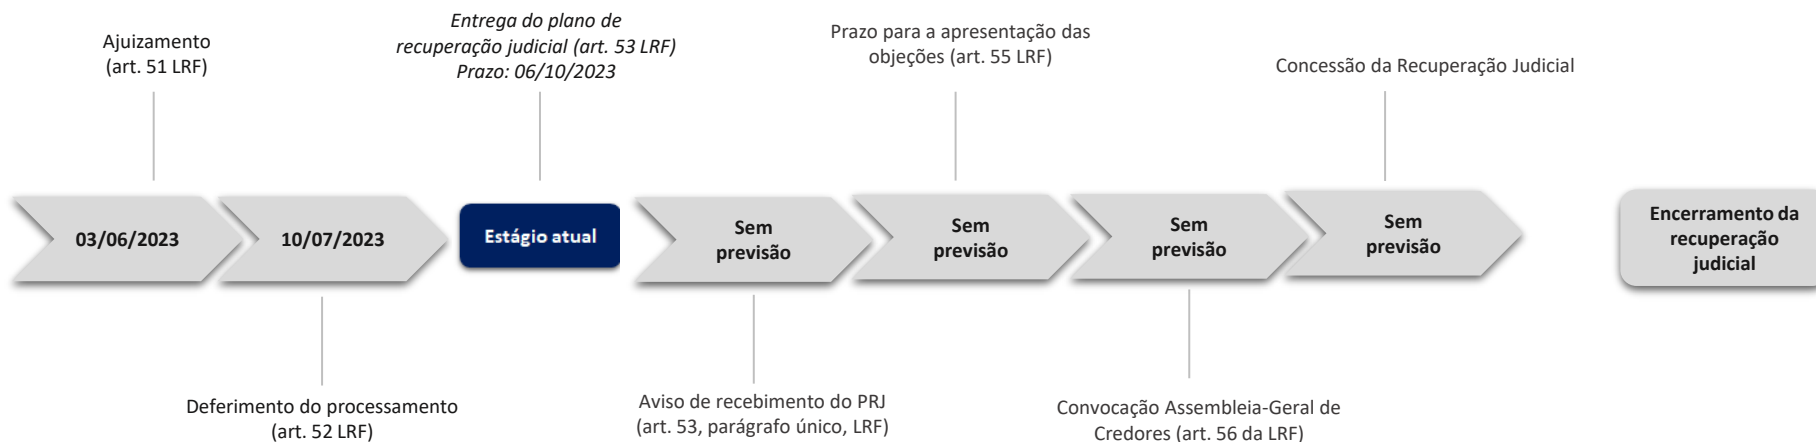 Ajuizamento
(art. 51 LRF)
Entrega do plano de
recuperação judicial (art. 53 LRF)
Prazo: 06/10/2023
Prazo para a apresentação das
objeções (art. 55 LRF)
Concessão da Recuperação Judicial
03/06/2023
10/07/2023
Estágio atual
Sem
previsão
Sem
previsão
Sem
previsão
Sem
previsão
Encerramento da
recuperação
judicial
Deferimento do processamento
(art. 52 LRF)
Aviso de recebimento do PRJ
(art. 53, parágrafo único, LRF)
Convocação Assembleia-Geral de
Credores (art. 56 da LRF)